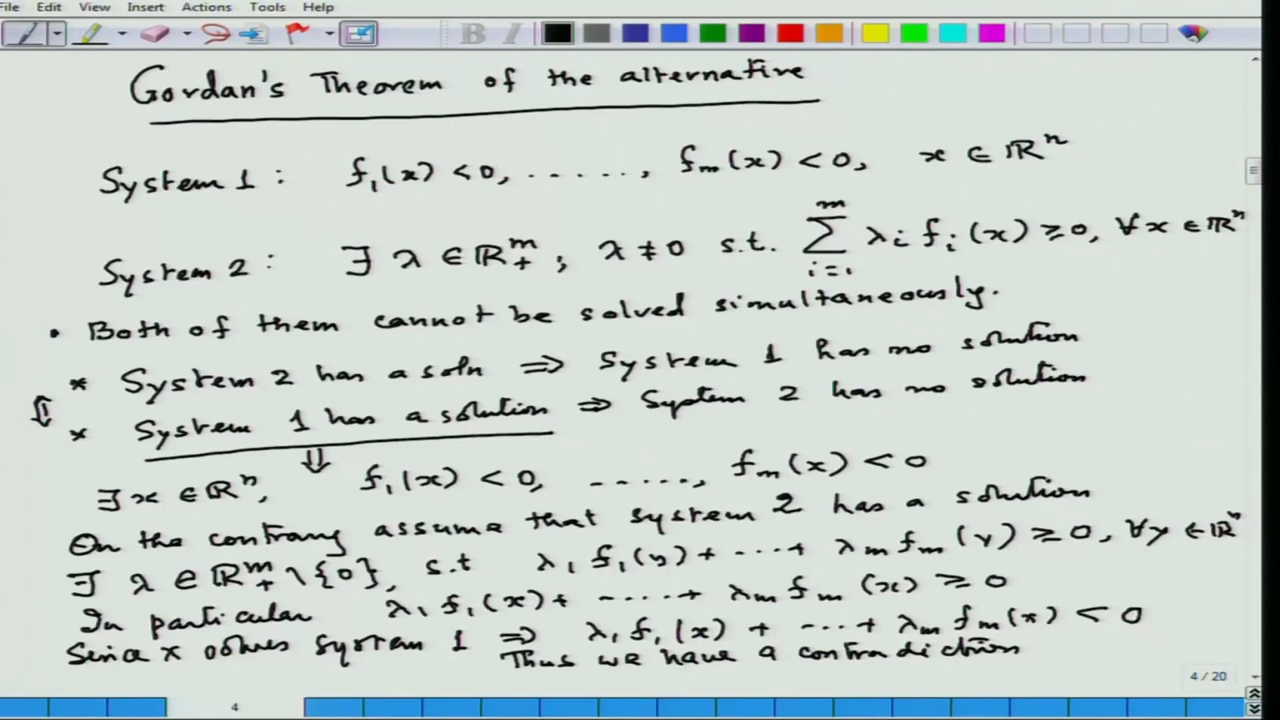 File Edit View Insert Actions Tools Help
Gordan's Theorem of the alternative
System 1 : f₁(x) < 0, ......, fₘ(x) < 0, x ∈ ℝⁿ
System 2 : ∃ λ ∈ ℝ₊ᵐ, λ ≠ 0 s.t. ∑ᵢ₌₁ᵐ λᵢ fᵢ(x) ≥ 0, ∀x ∈ ℝⁿ
• Both of them cannot be solved simultaneously.
* System 2 has a soln ⇒ System 1 has no solution
⇕
* System 1 has a solution ⇒ System 2 has no solution
⇓
∃ x ∈ ℝⁿ, f₁(x) < 0, ......, fₘ(x) < 0
On the contrary assume that system 2 has a solution
∃ λ ∈ ℝ₊ᵐ \ {0}, s.t λ₁ f₁(y) + ...+ λₘ fₘ(y) ≥ 0, ∀y ∈ ℝⁿ
In particular λ₁ f₁(x) + .....+ λₘ fₘ(x) ≥ 0
Since x solves system 1 ⇒ λ₁ f₁(x) + ...+ λₘ fₘ(x) < 0
Thus we have a contradiction
4 / 20
4